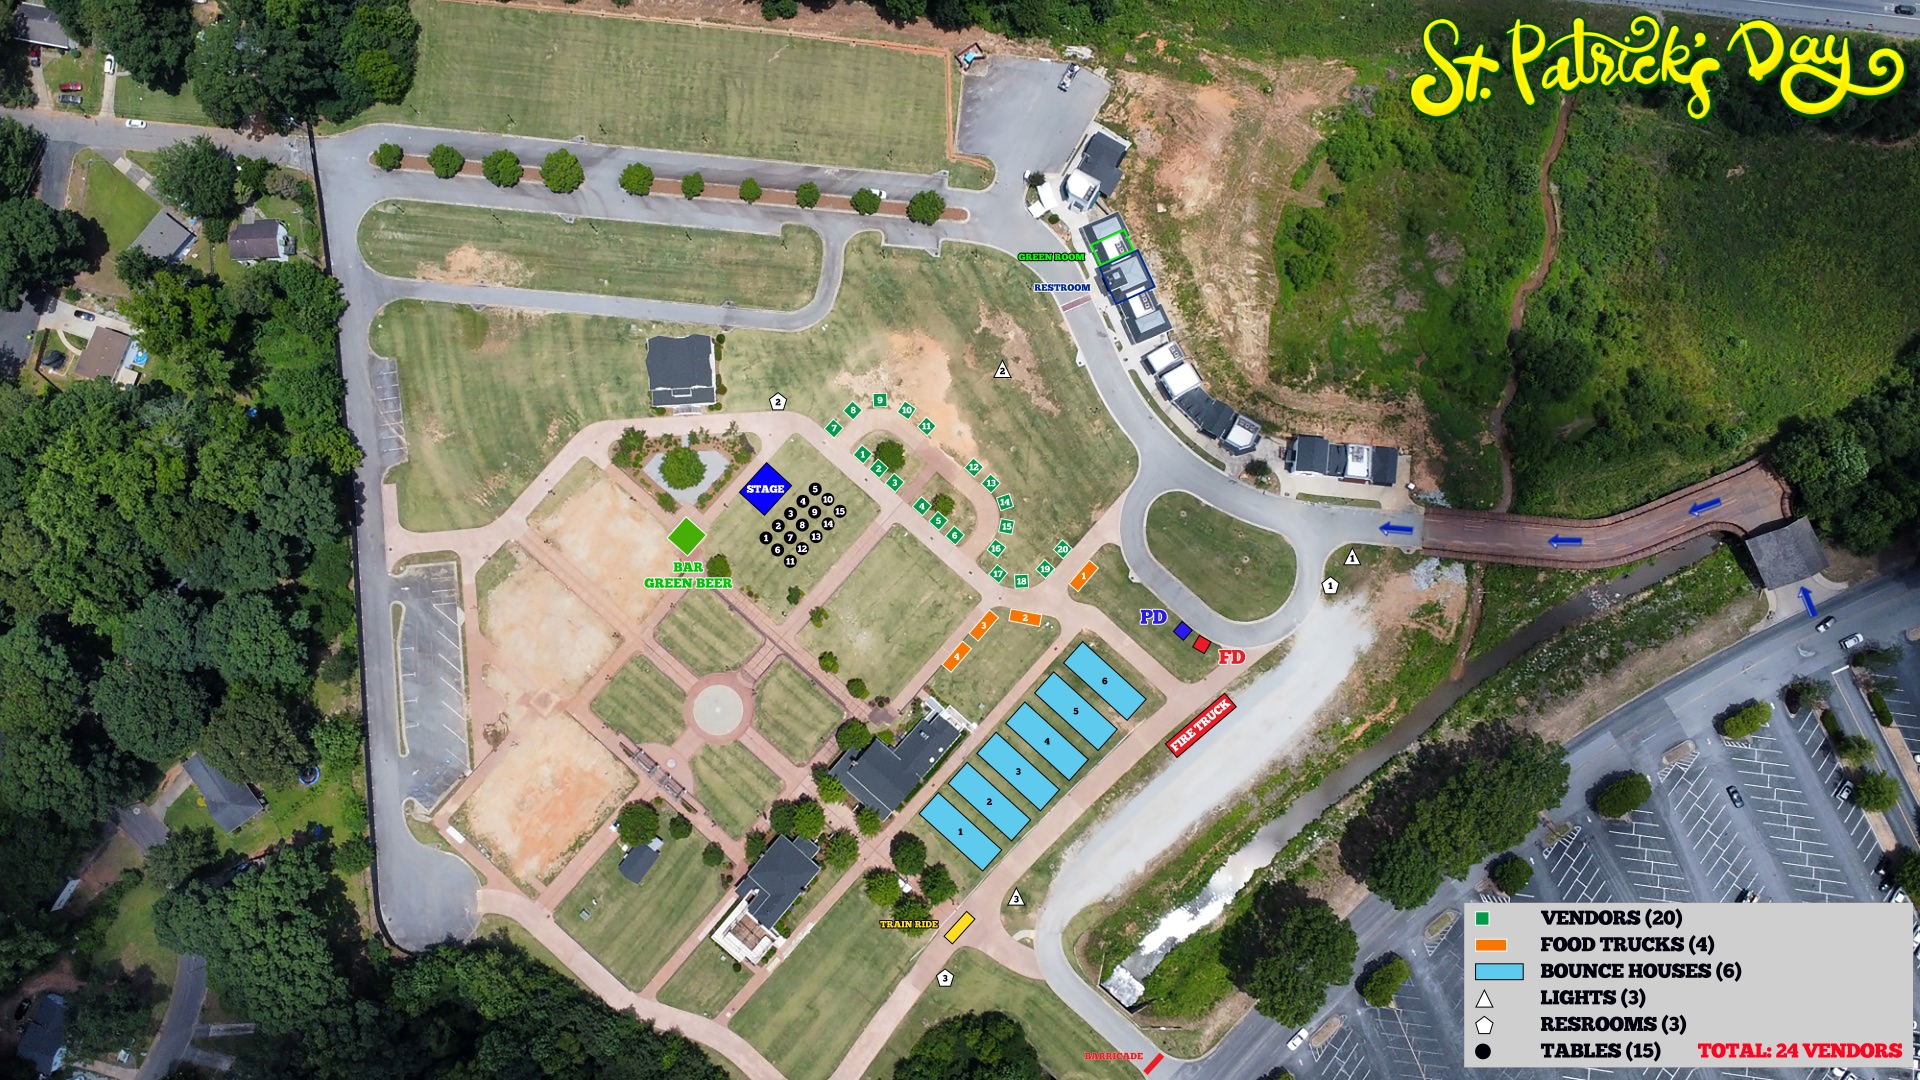 St. Patrick's Day
GREEN ROOM
RESTROOM
2
2
9
8
10
7
11
1
2
3
12
13
14
15
4
5
6
16
17
18
19
20
STAGE
5
4 10
3 9 15
2 8 14
1 7 13
6 12
11
BAR
GREEN BEER
1
1
1
2
3
4
PD
FD
FIRE TRUCK
6
5
4
3
2
1
3
TRAIN RIDE
3
BARRICADE
VENDORS (20)
FOOD TRUCKS (4)
BOUNCE HOUSES (6)
LIGHTS (3)
RESROOMS (3)
TABLES (15) TOTAL: 24 VENDORS